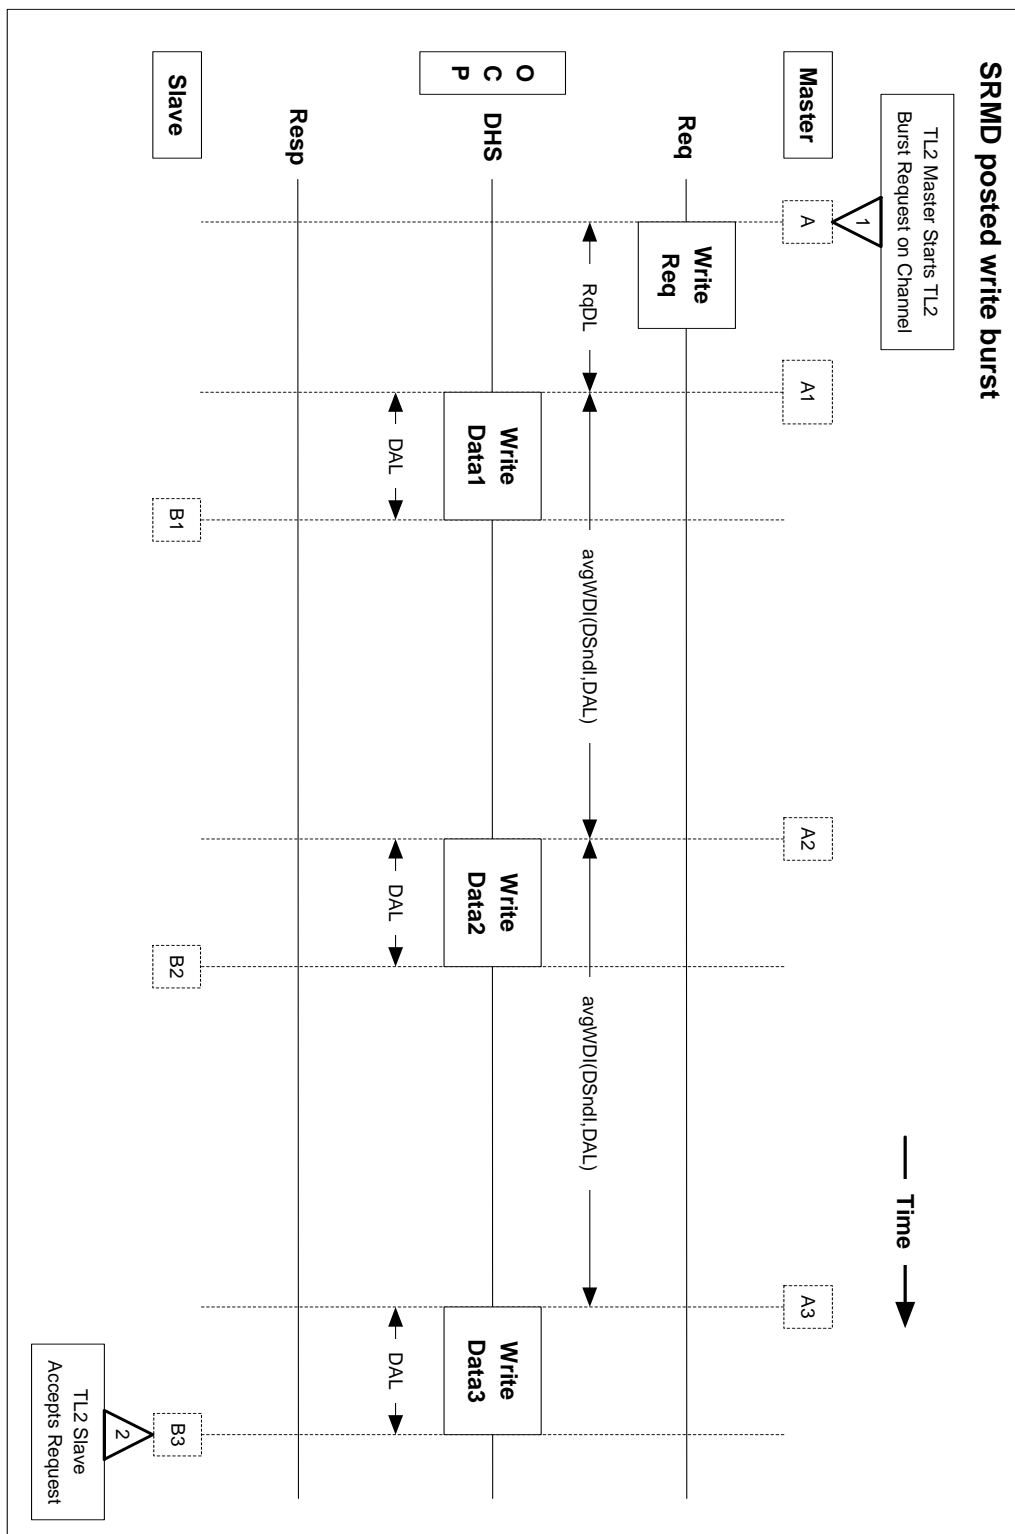 SRMD posted write burst
TL2 Master Starts TL2
Burst Request on Channel
1
Time
Master
A
A1
A2
A3
Req
Write
Req
RqDL
avgWDI(DSndI,DAL)
avgWDI(DSndI,DAL)
O
C
P
DHS
Write
Data1
Write
Data2
Write
Data3
DAL
DAL
DAL
Resp
Slave
B1
B2
B3
2
TL2 Slave
Accepts Request